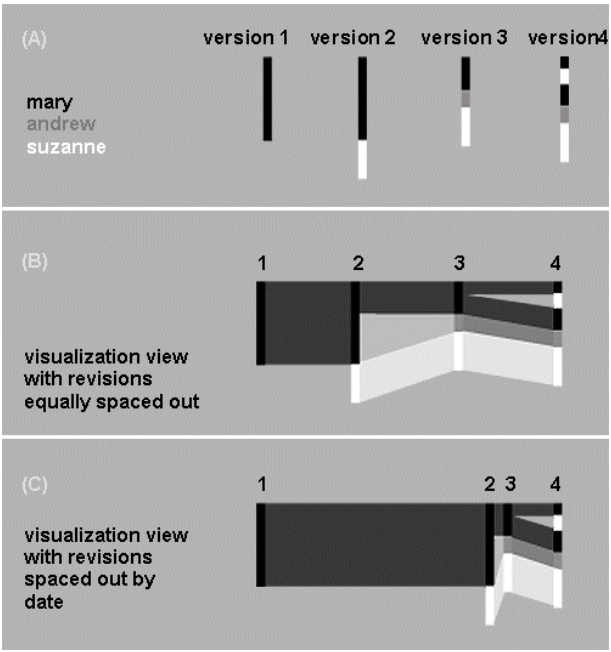 (A)
version 1 version 2 version 3 version4
mary
andrew
suzanne
(B)
1 2 3 4
visualization view
with revisions
equally spaced out
(C)
1 2 3 4
visualization view
with revisions
spaced out by
date